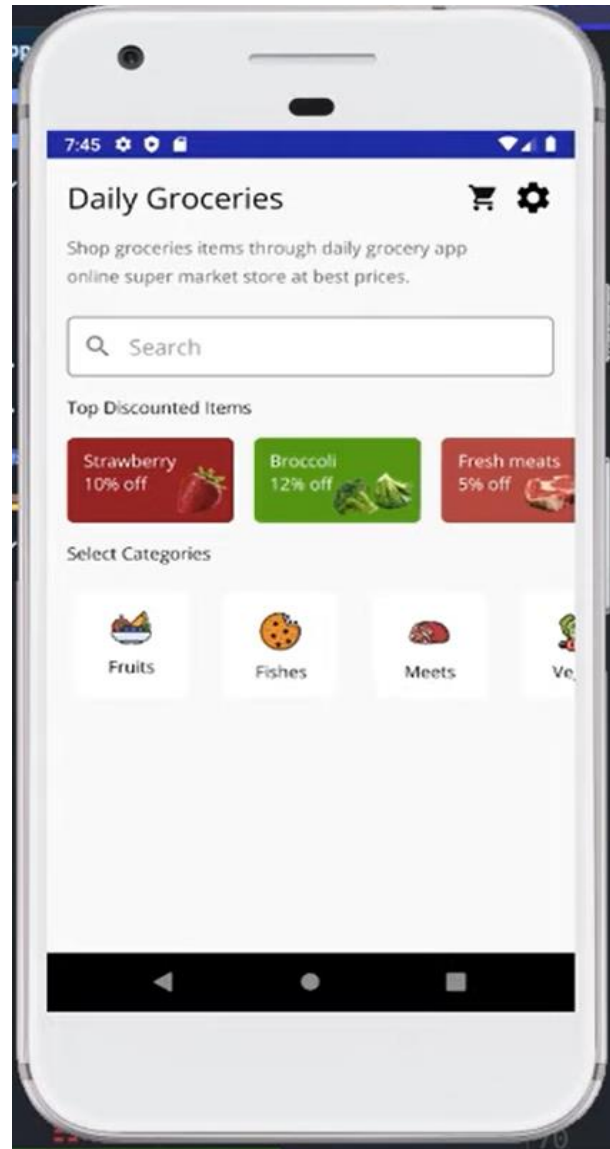 7:45
Daily Groceries
Shop groceries items through daily grocery app
online super market store at best prices.
Search
Top Discounted Items
Strawberry
10% off
Broccoli
12% off
Fresh meats
5% off
Select Categories
Fruits
Fishes
Meets